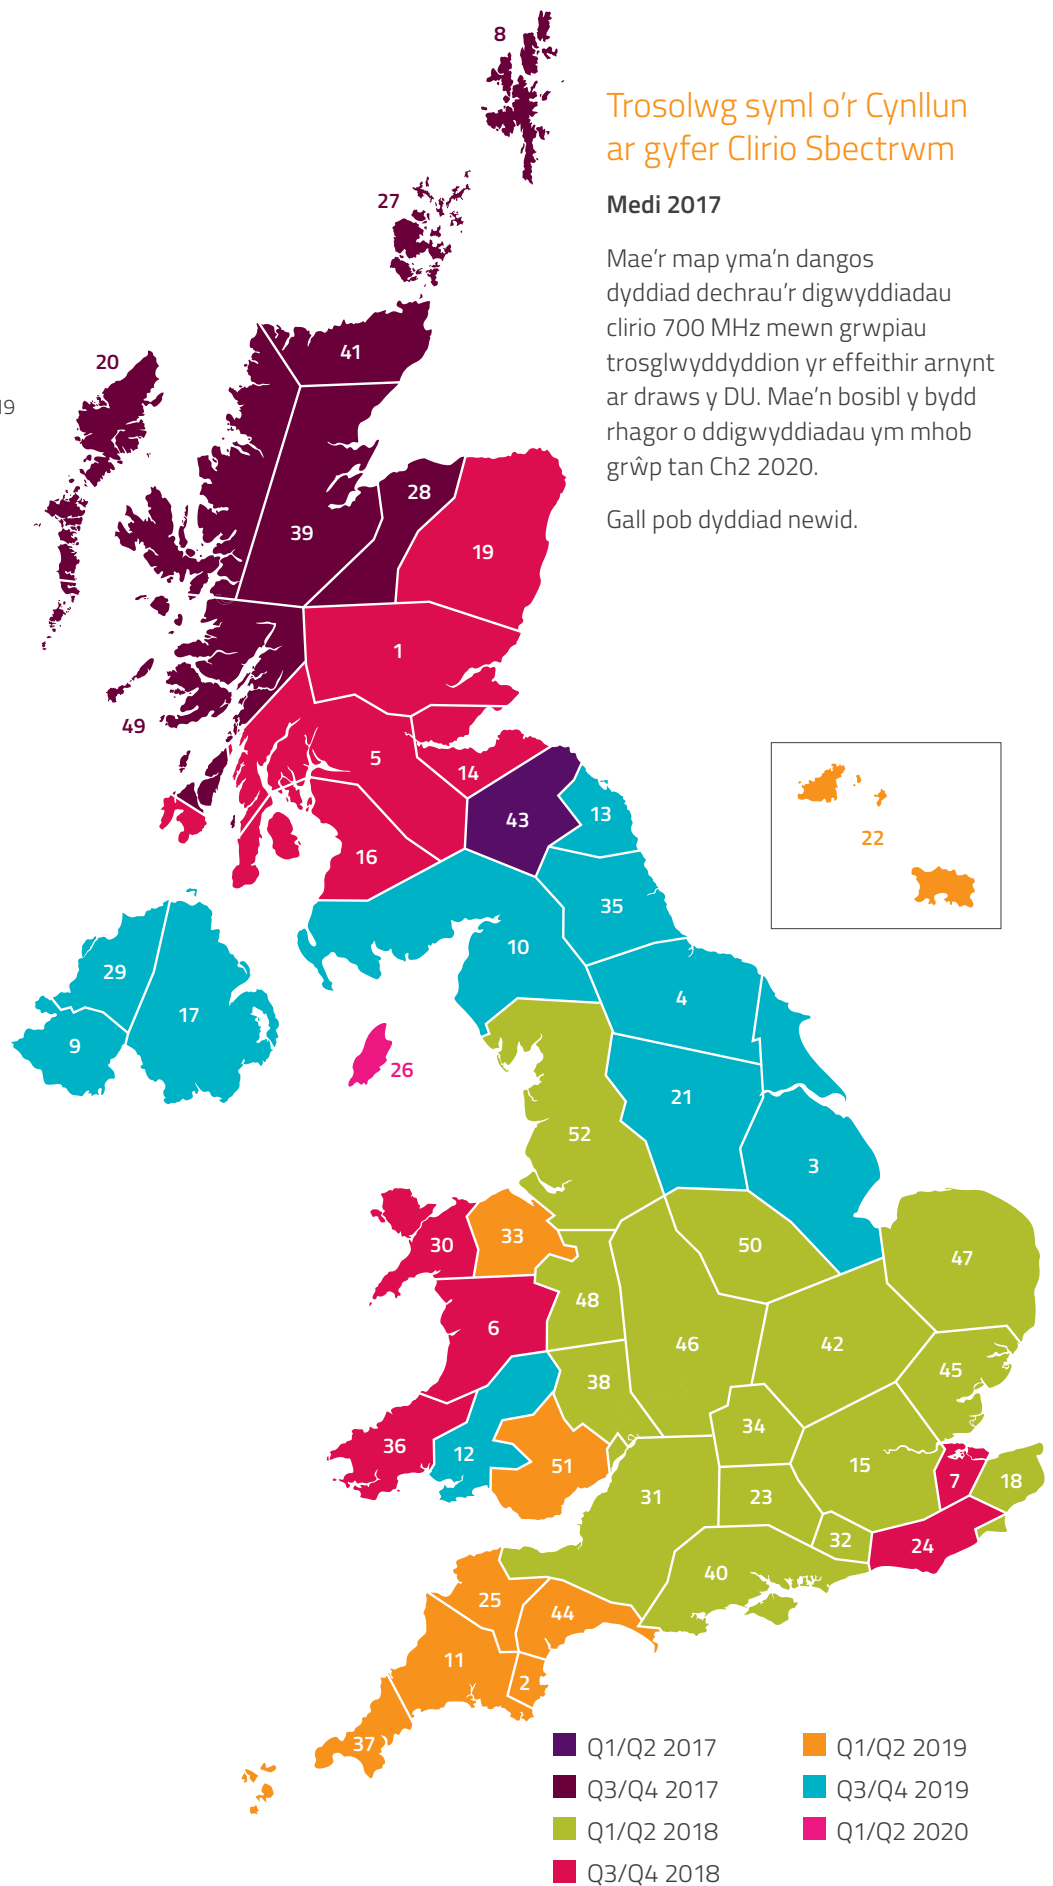 8
Trosolwg syml o'r Cynllun
ar gyfer Clirio Sbectrwm
Medi 2017
Mae'r map yma'n dangos
dyddiad dechrau'r digwyddiadau
clirio 700 MHz mewn grwpiau
trosglwyddyddion yr effeithir arnynt
ar draws y DU. Mae'n bosibl y bydd
rhagor o ddigwyddiadau ym mhob
grŵp tan Ch2 2020.
Gall pob dyddiad newid.
27
41
20
19
28
39
19
1
49
5
14
43
13
22
16
35
10
29
4
17
9
26
21
52
3
30
33
50
47
48
6
46
42
38
45
34
36
12
51
15
7
18
31
23
32
24
40
25
44
11
2
37
Q1/Q2 2017
Q3/Q4 2017
Q1/Q2 2018
Q3/Q4 2018
Q1/Q2 2019
Q3/Q4 2019
Q1/Q2 2020